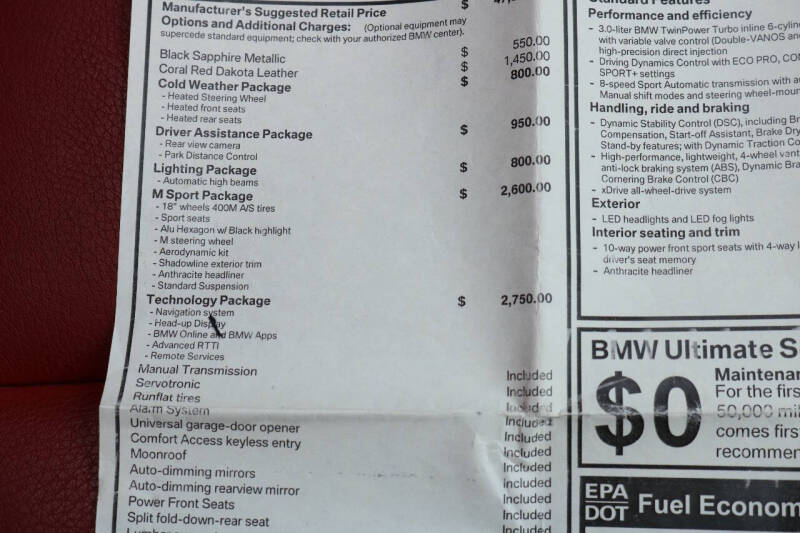 Manufacturer's Suggested Retail Price $
Options and Additional Charges: (Optional equipment may
supercede standard equipment; check with your authorized BMW center).
Black Sapphire Metallic $ 550.00
Coral Red Dakota Leather $ 1,450.00
Cold Weather Package $ 800.00
- Heated Steering Wheel
- Heated front seats
- Heated rear seats
Driver Assistance Package $ 950.00
- Rear view camera
- Park Distance Control
Lighting Package $ 800.00
- Automatic high beams
M Sport Package $ 2,600.00
- 18" wheels 400M A/S tires
- Sport seats
- Alu Hexagon w/ Black highlight
- M steering wheel
- Aerodynamic kit
- Shadowline exterior trim
- Anthracite headliner
- Standard Suspension
Technology Package $ 2,750.00
- Navigation system
- Head-up Display
- BMW Online and BMW Apps
- Advanced RTTI
- Remote Services
Manual Transmission Included
Servotronic Included
Runflat tires Included
Alarm System Included
Universal garage-door opener Included
Comfort Access keyless entry Included
Moonroof Included
Auto-dimming mirrors Included
Auto-dimming rearview mirror Included
Power Front Seats Included
Split fold-down-rear seat Included
Standard Features
Performance and efficiency
- 3.0-liter BMW TwinPower Turbo inline 6-cylin
with variable valve control (Double-VANOS an
high-precision direct injection
- Driving Dynamics Control with ECO PRO, CO
SPORT+ settings
- 8-speed Sport Automatic transmission with a
Manual shift modes and steering wheel-moun
Handling, ride and braking
- Dynamic Stability Control (DSC), including Br
Compensation, Start-off Assistant, Brake Dry
Stand-by features; with Dynamic Traction Co
- High-performance, lightweight, 4-wheel vent
anti-lock braking system (ABS), Dynamic Bra
Cornering Brake Control (CBC)
- xDrive all-wheel-drive system
Exterior
- LED headlights and LED fog lights
Interior seating and trim
- 10-way power front sport seats with 4-way l
driver's seat memory
- Anthracite headliner
BMW Ultimate S
$0
Maintenan
For the firs
50,000 mil
comes firs
recommen
EPA
DOT
Fuel Econom